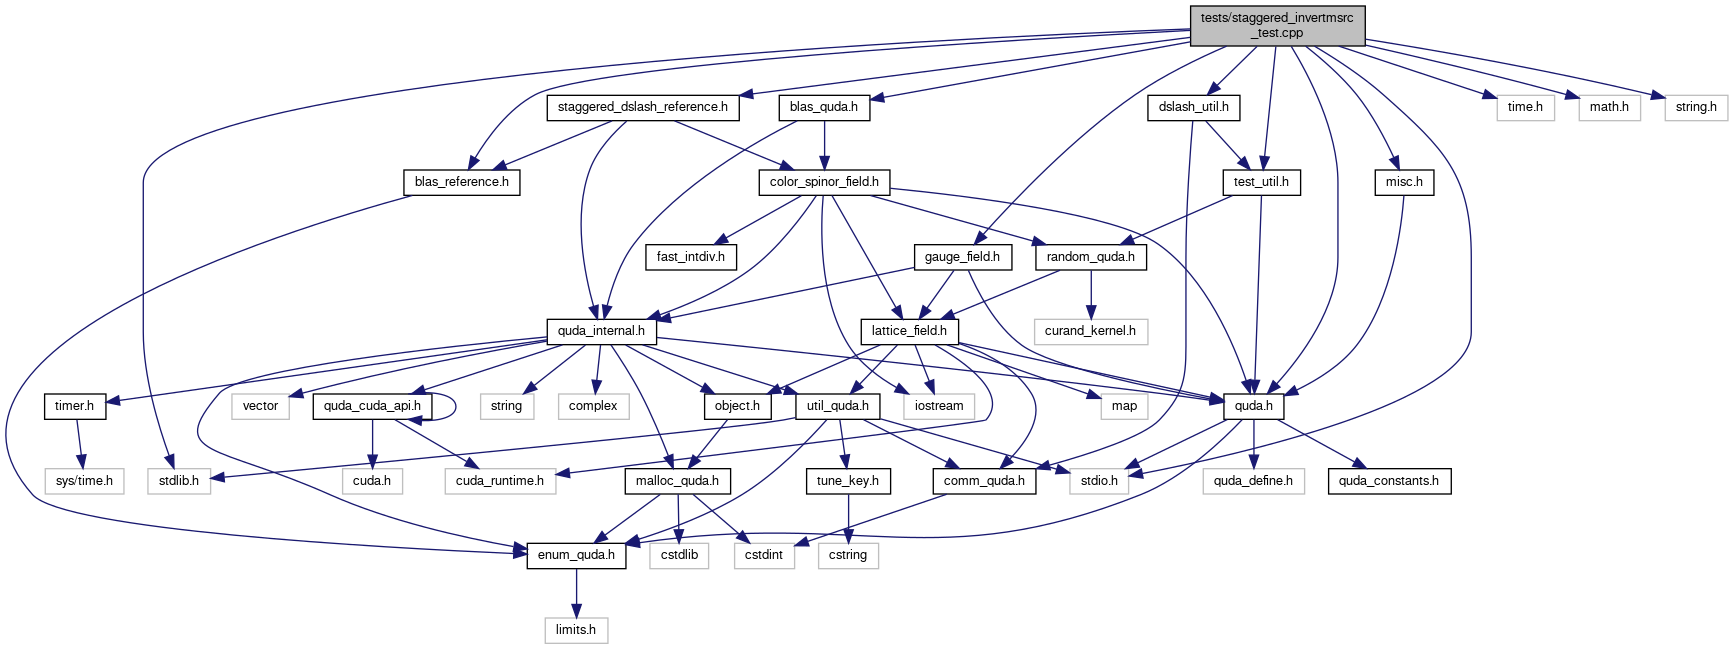 tests/staggered_invertmsrc
_test.cpp
staggered_dslash_reference.h
blas_quda.h
dslash_util.h
time.h
math.h
string.h
blas_reference.h
color_spinor_field.h
test_util.h
misc.h
fast_intdiv.h
gauge_field.h
random_quda.h
quda_internal.h
lattice_field.h
curand_kernel.h
timer.h
vector
quda_cuda_api.h
string
complex
object.h
util_quda.h
iostream
map
quda.h
sys/time.h
stdlib.h
cuda.h
cuda_runtime.h
malloc_quda.h
tune_key.h
comm_quda.h
stdio.h
quda_define.h
quda_constants.h
enum_quda.h
cstdlib
cstdint
cstring
limits.h